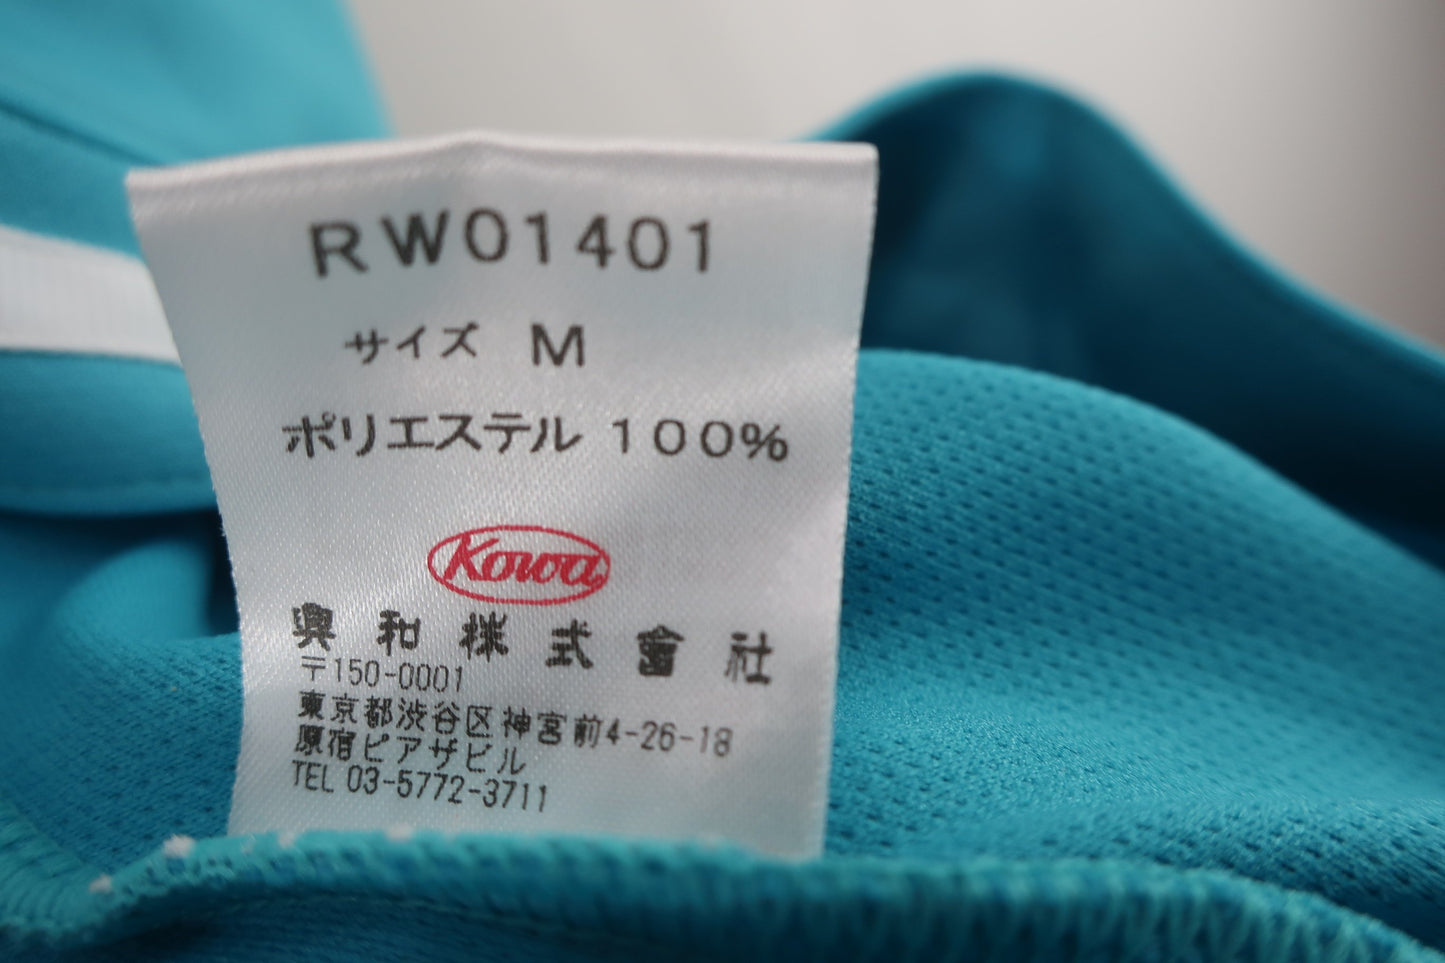 RW01401
サイズ M
ポリエステル 100%
Kowa
興和株式會社
〒150-0001
東京都渋谷区神宮前4-26-18
原宿ピアザビル
TEL 03-5772-3711